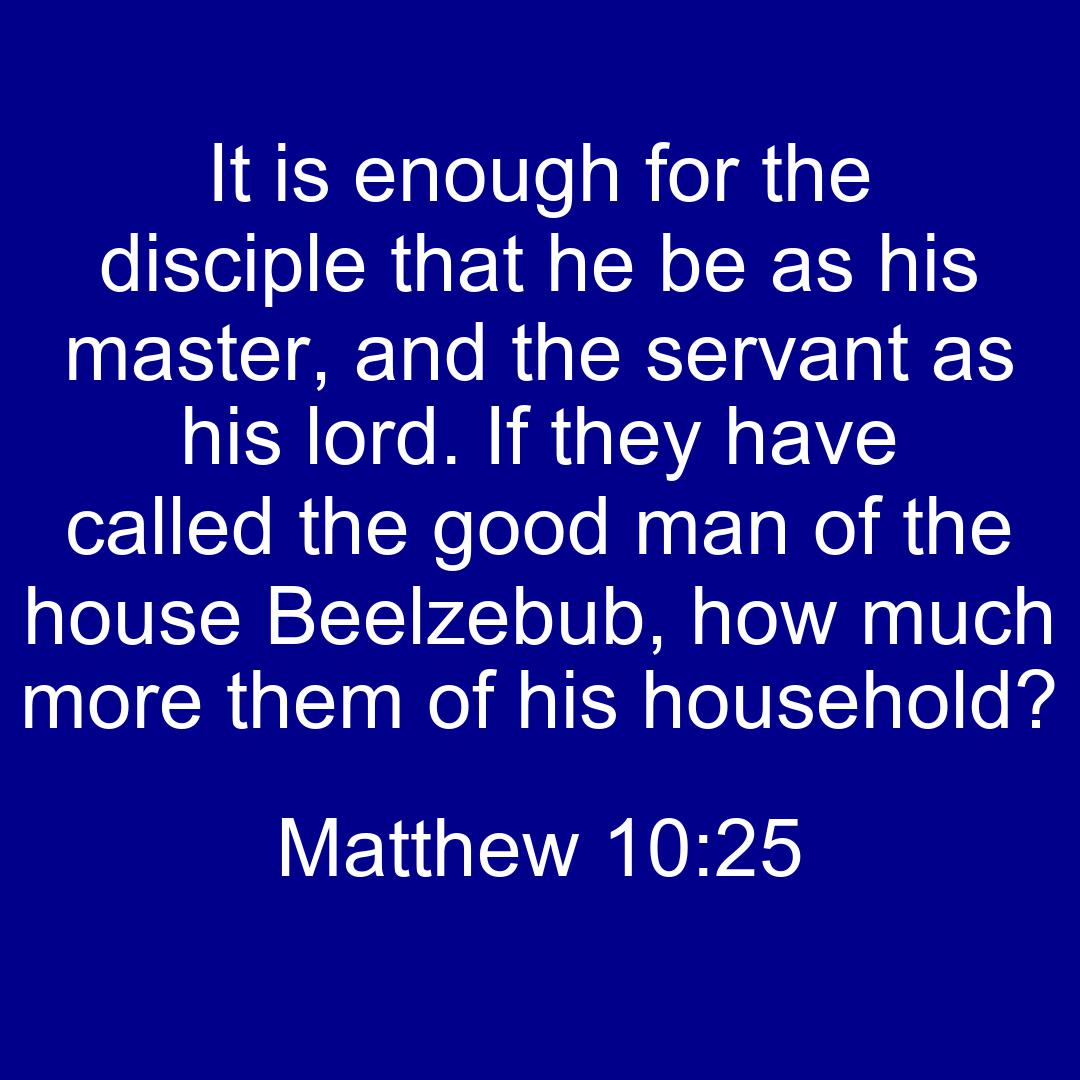 It is enough for the
disciple that he be as his
master, and the servant as
his lord. If they have
called the good man of the
house Beelzebub, how much
more them of his household?
Matthew 10:25